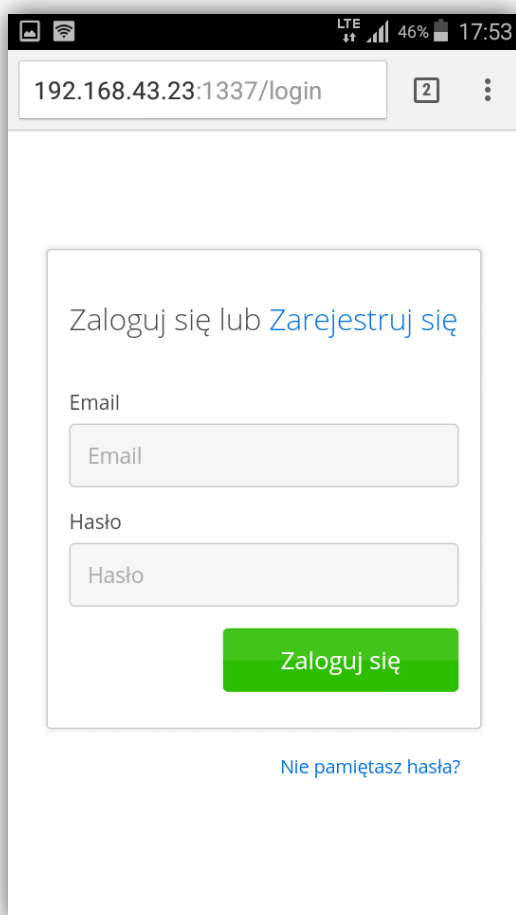 LTE 46% 17:53
192.168.43.23:1337/login 2
Zaloguj się lub Zarejestruj się
Email
Email
Hasło
Hasło
Zaloguj się
Nie pamiętasz hasła?